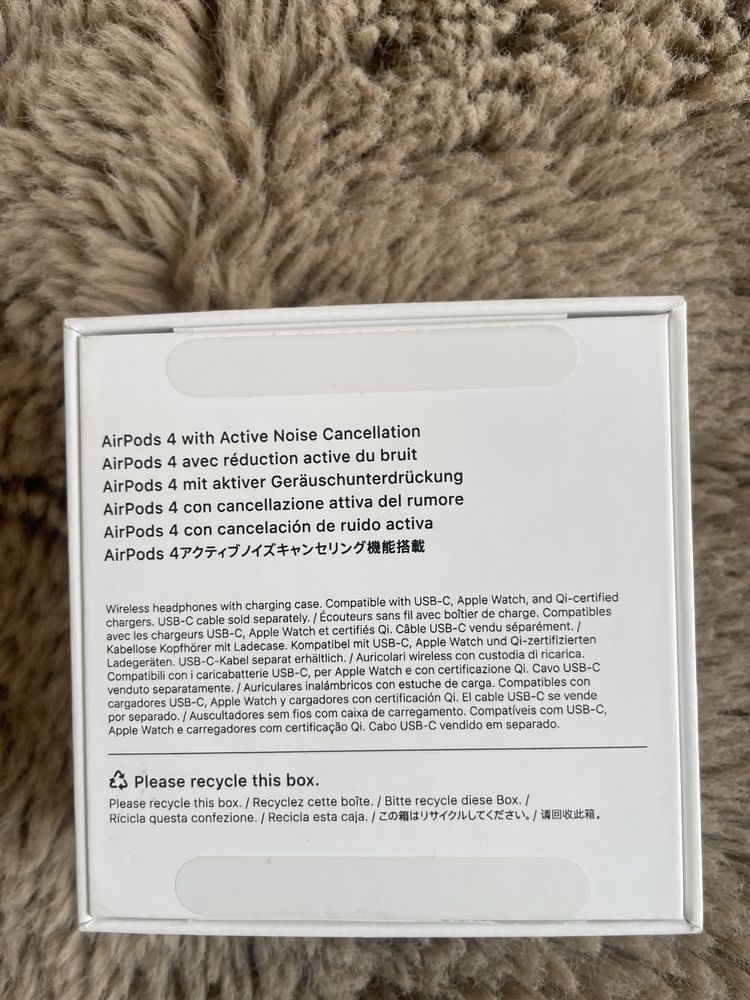 AirPods 4 with Active Noise Cancellation
AirPods 4 avec réduction active du bruit
AirPods 4 mit aktiver Geräuschunterdrückung
AirPods 4 con cancellazione attiva del rumore
AirPods 4 con cancelación de ruido activa
AirPods 4アクティブノイズキャンセリング機能搭載
Wireless headphones with charging case. Compatible with USB-C, Apple Watch, and Qi-certified
chargers. USB-C cable sold separately. / Écouteurs sans fil avec boîtier de charge. Compatibles
avec les chargeurs USB-C, Apple Watch et certifiés Qi. Câble USB-C vendu séparément. /
Kabellose Kopfhörer mit Ladecase. Kompatibel mit USB-C, Apple Watch und Qi-zertifizierten
Ladegeräten. USB-C-Kabel separat erhältlich. / Auricolari wireless con custodia di ricarica.
Compatibili con i caricabatterie USB-C, per Apple Watch e con certificazione Qi. Cavo USB-C
venduto separatamente. / Auriculares inalámbricos con estuche de carga. Compatibles con
cargadores USB-C, Apple Watch y cargadores con certificación Qi. El cable USB-C se vende
por separado. / Auscultadores sem fios com caixa de carregamento. Compatíveis com USB-C,
Apple Watch e carregadores com certificação Qi. Cabo USB-C vendido em separado.
Please recycle this box.
Please recycle this box. / Recyclez cette boîte. / Bitte recycle diese Box. /
Ricicla questa confezione. / Recicla esta caja. / この箱はリサイクルしてください。/ 请回收此箱。